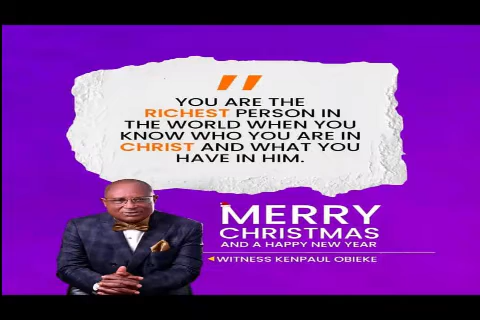 YOU ARE THE
RICHEST PERSON IN
THE WORLD WHEN YOU
KNOW WHO YOU ARE IN
CHRIST AND WHAT YOU
HAVE IN HIM.
MERRY
CHRISTMAS
AND A HAPPY NEW YEAR
WITNESS KENPAUL OBIEKE